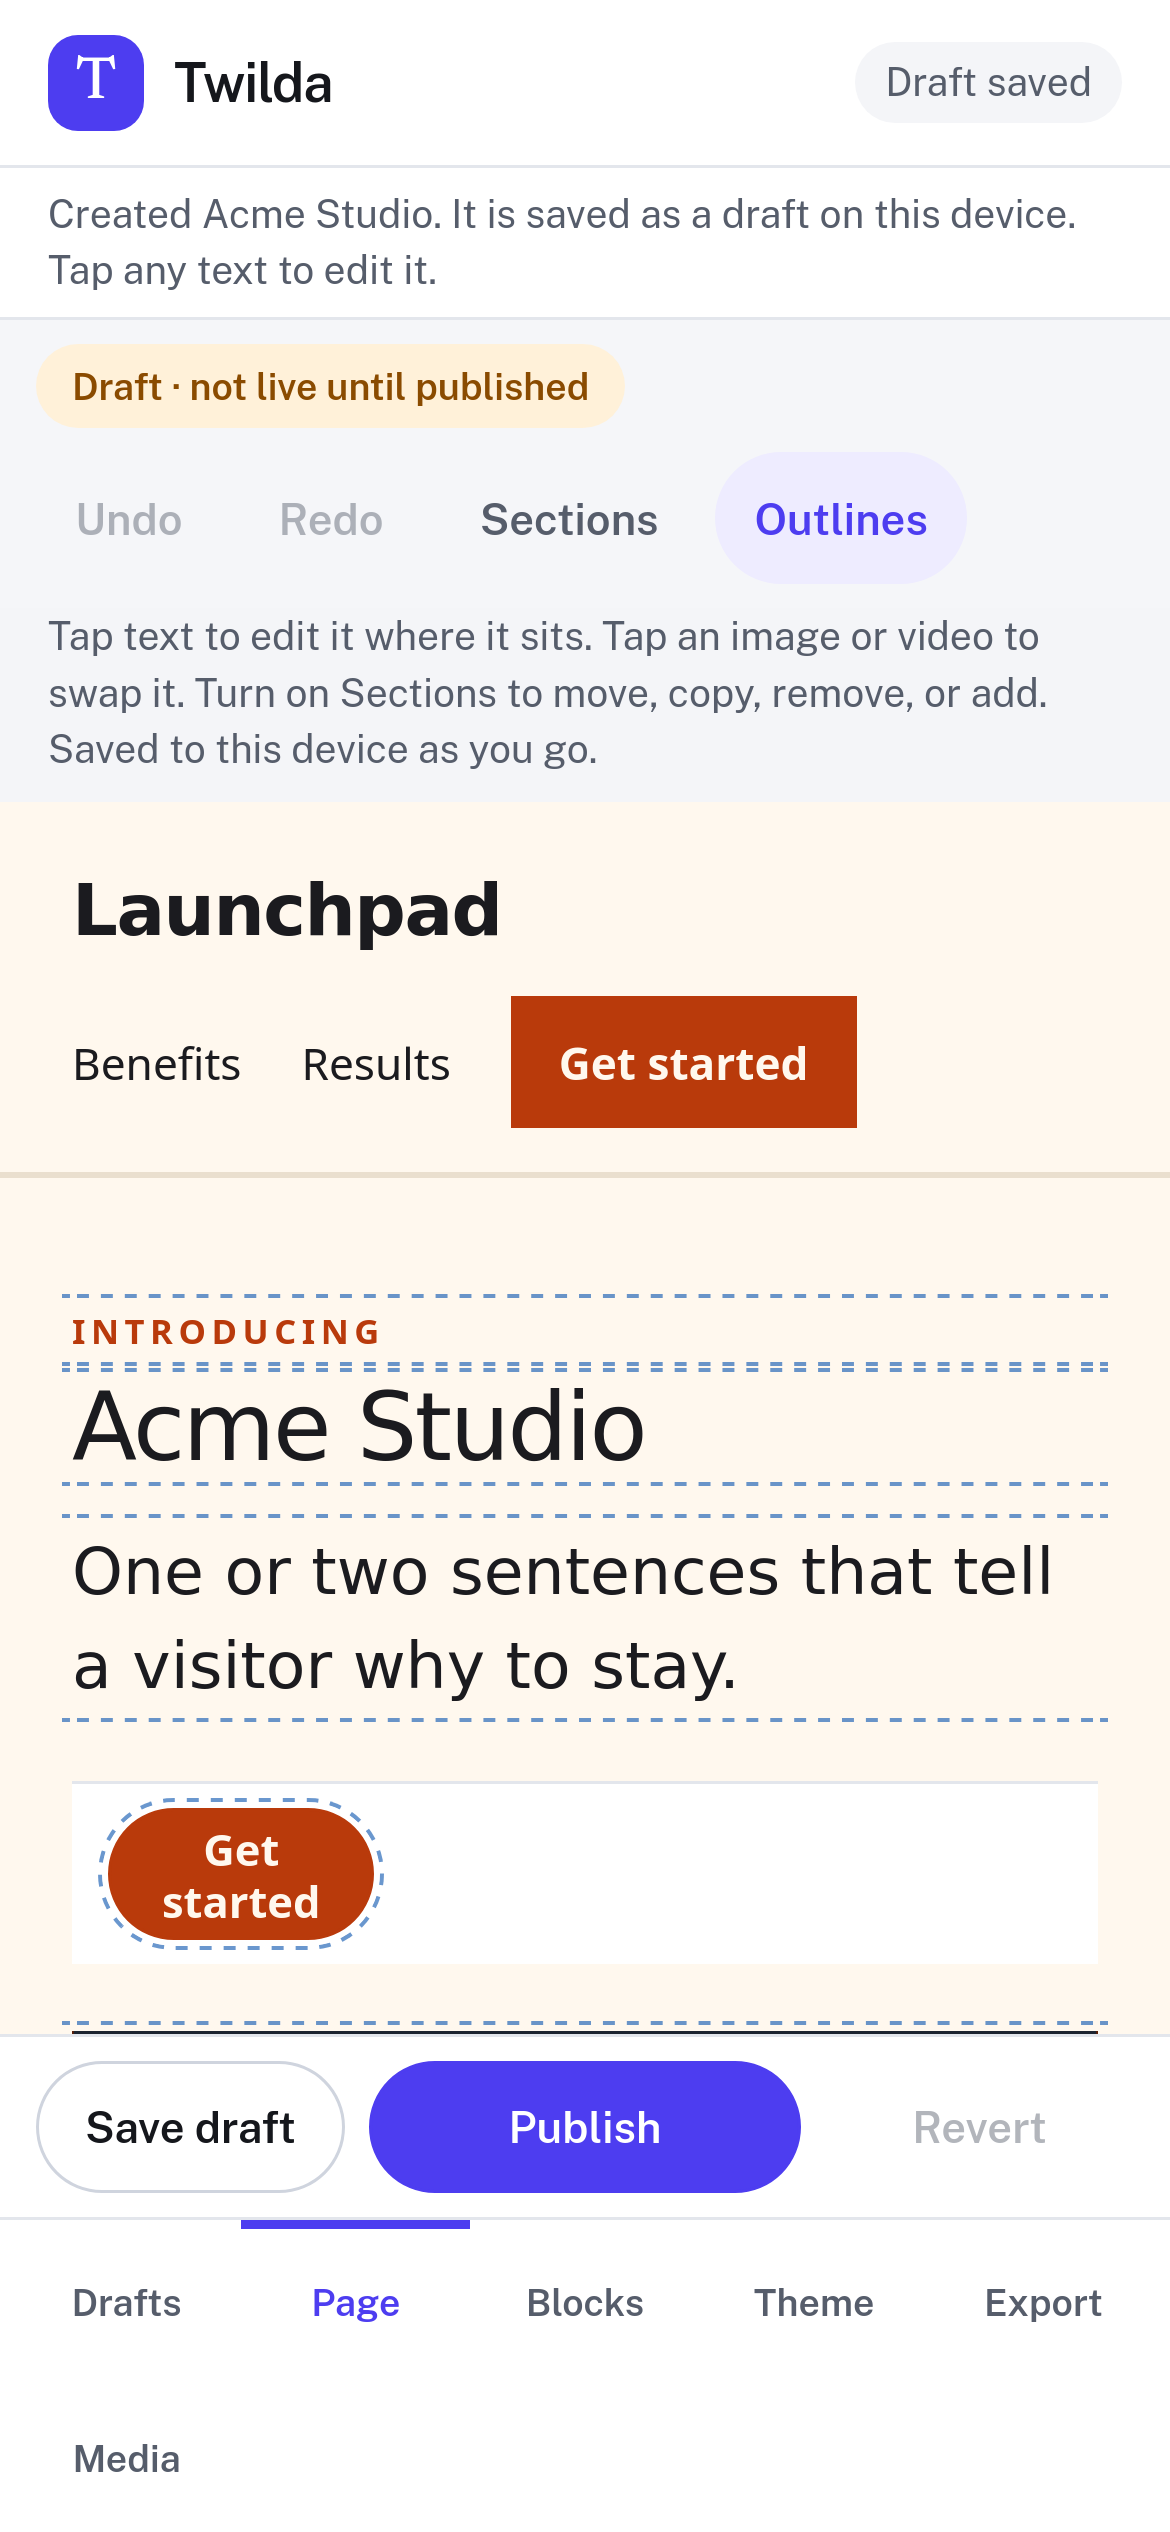 T Twilda
Draft saved
Created Acme Studio. It is saved as a draft on this device.
Tap any text to edit it.
Draft · not live until published
Undo Redo Sections Outlines
Tap text to edit it where it sits. Tap an image or video to
swap it. Turn on Sections to move, copy, remove, or add.
Saved to this device as you go.
Launchpad
Benefits Results Get started
INTRODUCING
Acme Studio
One or two sentences that tell
a visitor why to stay.
Get
started
Save draft Publish Revert
Drafts Page Blocks Theme Export
Media